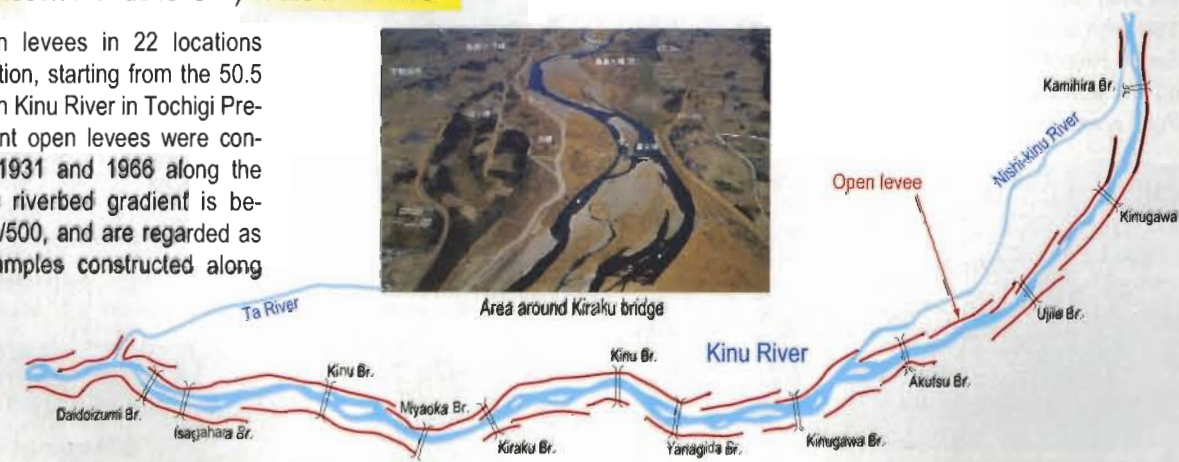 n levees in 22 locations
tion, starting from the 50.5
n Kinu River in Tochigi Pre-
nt open levees were con-
1931 and 1966 along the
riverbed gradient is be-
/500, and are regarded as
mples constructed along
Area around Kiraku bridge
Kamihira Br.
Nishi-kinu River
Open levee
Kinugawa
Ta River
Ujiie Br.
Kinu River
Kinu Br.
Akutsu Br.
Kinu Br.
Daidoizumi Br.
Isagahara Br.
Miyaoka Br.
Kiraku Br.
Yanagida Br.
Kinugawa Br.